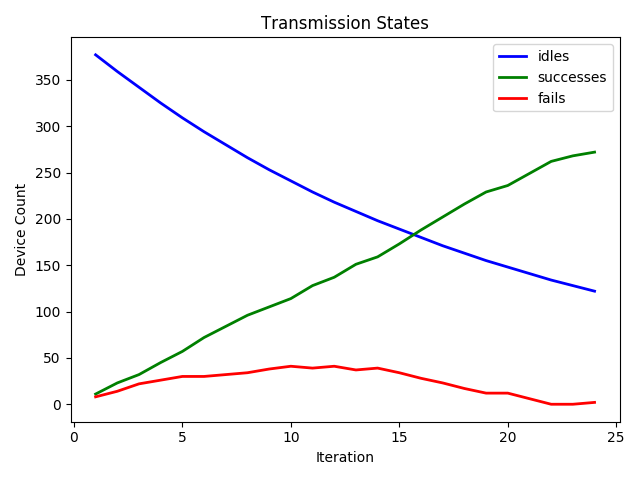 Transmission States
idles
successes
fails
350
300
250
200
150
100
50
0
Device Count
0 5 10 15 20 25
Iteration